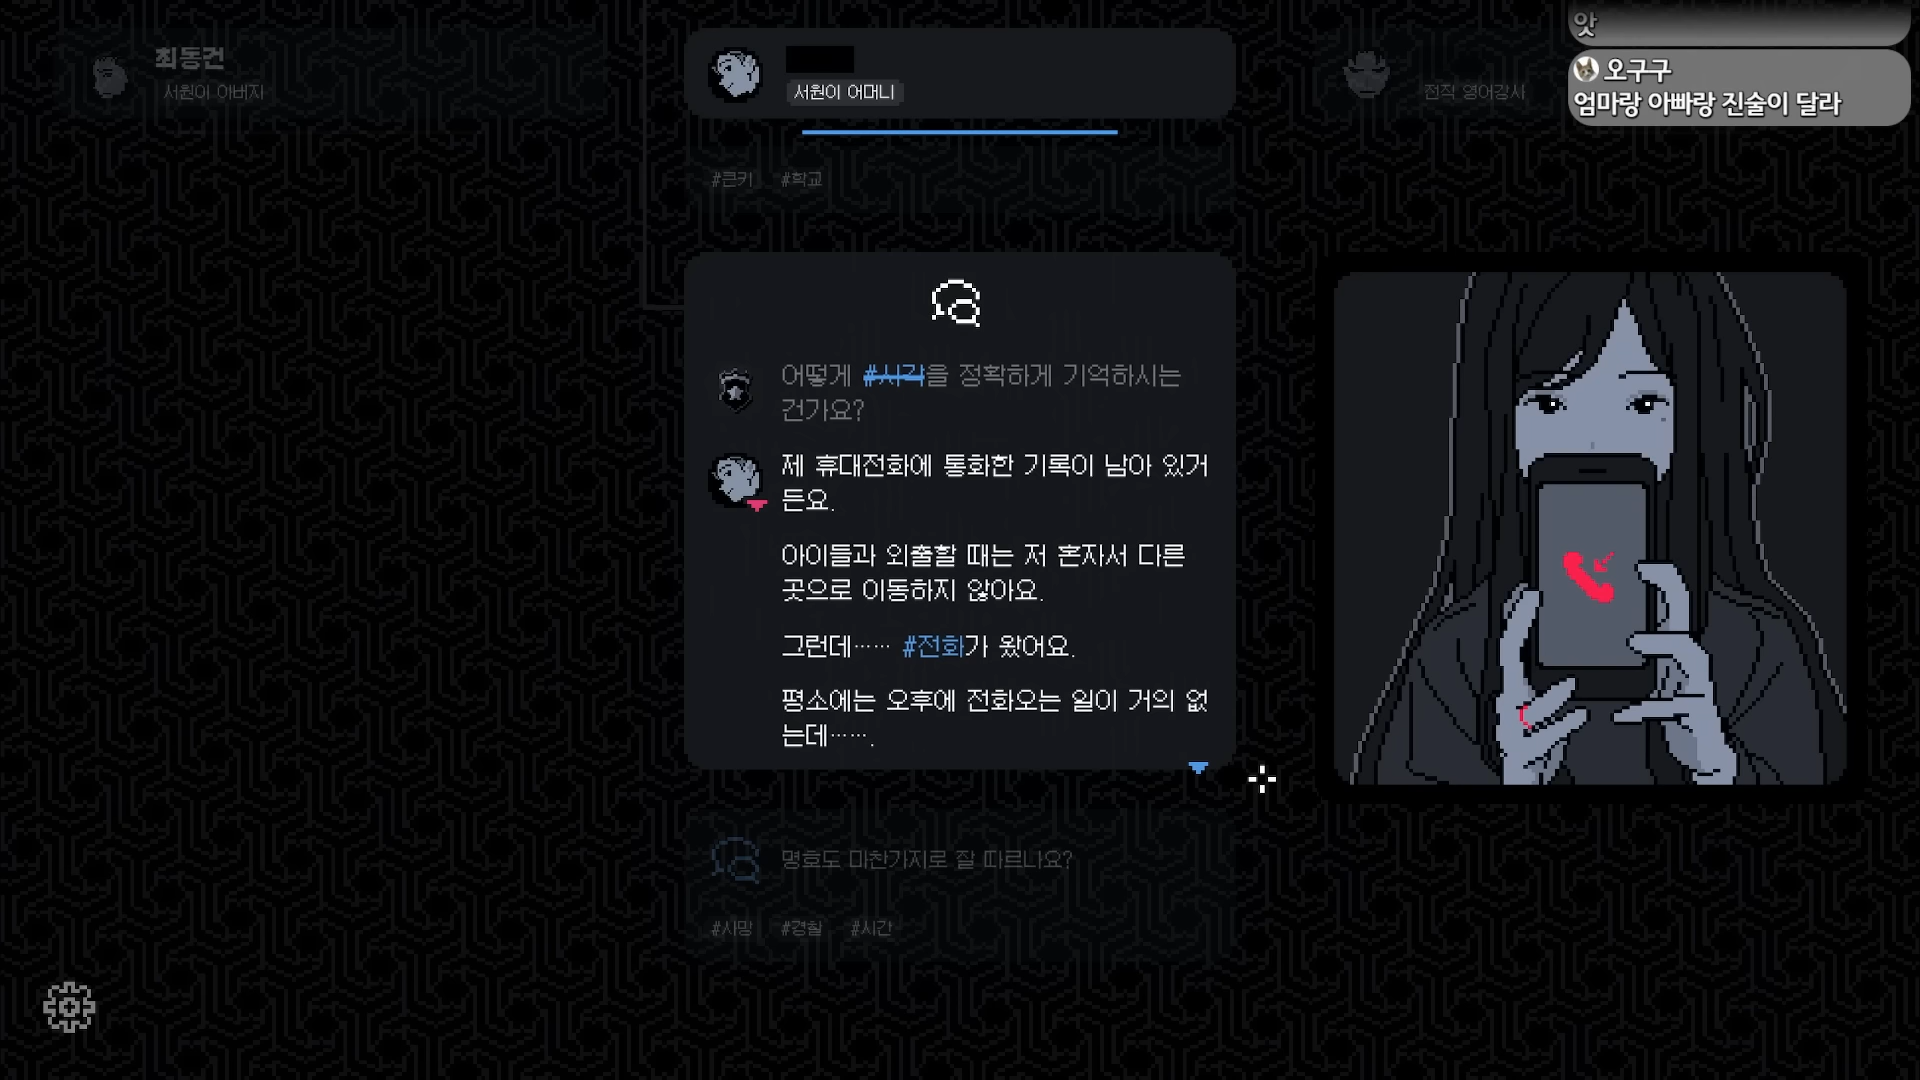 최동건
서원이 아버지
서원이 어머니
전직 영어강사
앗
오구구
엄마랑 아빠랑 진술이 달라
#큰키 #학교
어떻게 #시각을 정확하게 기억하시는
건가요?
제 휴대전화에 통화한 기록이 남아 있거
든요.
아이들과 외출할 때는 저 혼자서 다른
곳으로 이동하지 않아요.
그런데…… #전화가 왔어요.
평소에는 오후에 전화오는 일이 거의 없
는데…….
명호도 마찬가지로 잘 따르나요?
#사망 #경찰 #시간